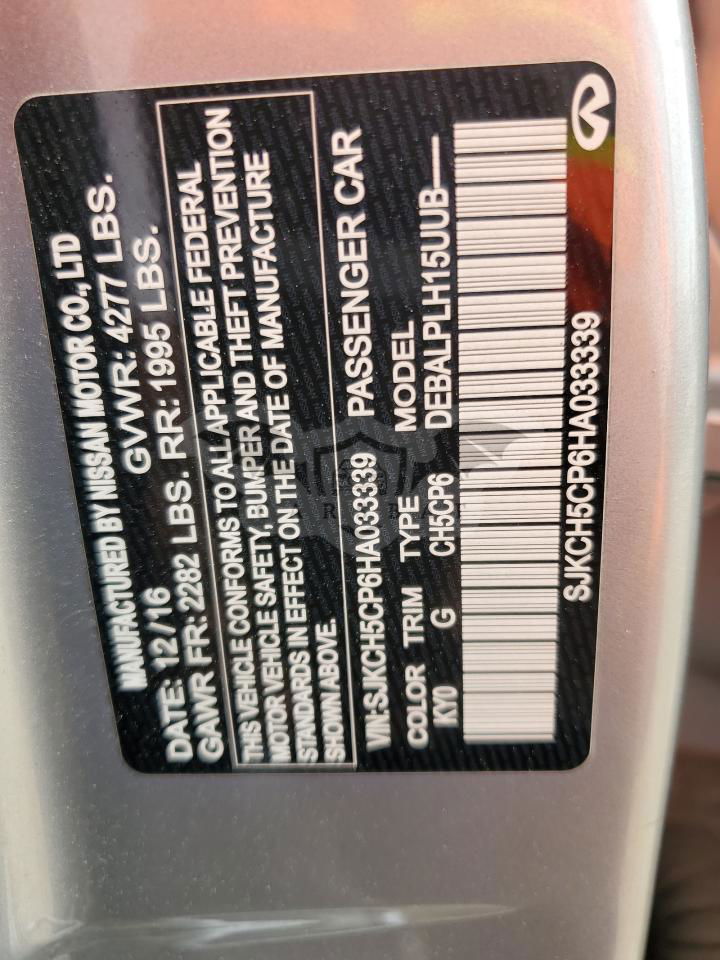 MANUFACTURED BY NISSAN MOTOR CO., LTD
DATE: 12/16 GVWR: 4277 LBS.
GAWR FR: 2282 LBS. RR: 1995 LBS.
THIS VEHICLE CONFORMS TO ALL APPLICABLE FEDERAL
MOTOR VEHICLE SAFETY, BUMPER AND THEFT PREVENTION
STANDARDS IN EFFECT ON THE DATE OF MANUFACTURE
SHOWN ABOVE.
VIN:SJKCH5CP6HA033339 PASSENGER CAR
COLOR TRIM TYPE MODEL
KY0 G CH5CP6 DEBALPLH15UUB-----
SJKCH5CP6HA033339